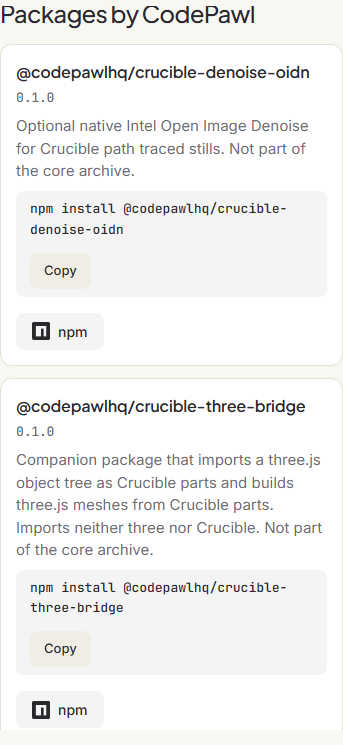 Packages by CodePawl
@codepawlhq/crucible-denoise-oidn
0.1.0
Optional native Intel Open Image Denoise
for Crucible path traced stills. Not part of
the core archive.
npm install @codepawlhq/crucible-
denoise-oidn
Copy
npm
@codepawlhq/crucible-three-bridge
0.1.0
Companion package that imports a three.js
object tree as Crucible parts and builds
three.js meshes from Crucible parts.
Imports neither three nor Crucible. Not part
of the core archive.
npm install @codepawlhq/crucible-
three-bridge
Copy
npm